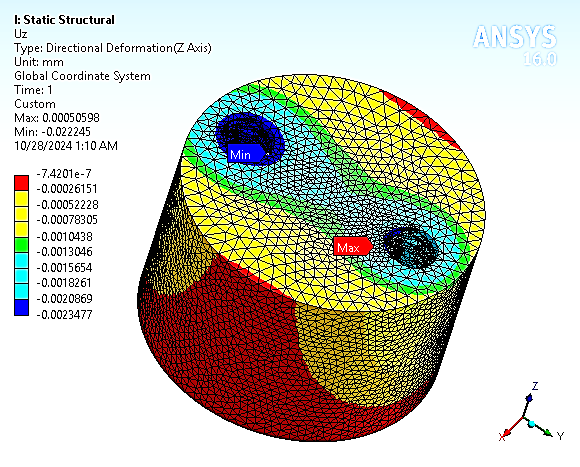 I: Static Structural
Uz
Type: Directional Deformation(Z Axis)
Unit: mm
Global Coordinate System
Time: 1
Custom
Max: 0.00050598
Min: -0.022245
10/28/2024 1:10 AM
ANSYS
16.0
-7.4201e-7
-0.00026151
-0.00052228
-0.00078305
-0.0010438
-0.0013046
-0.0015654
-0.0018261
-0.0020869
-0.0023477
Min
Max
Z
X
Y